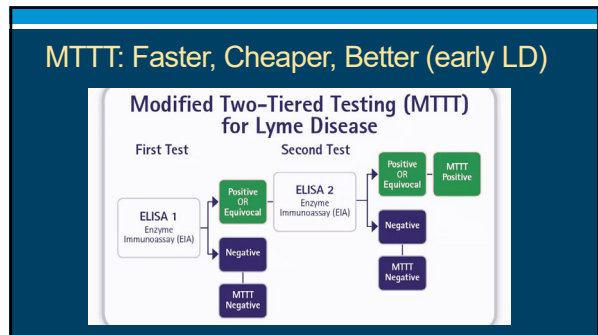 MTTT: Faster, Cheaper, Better (early LD)
Modified Two-Tiered Testing (MTTT)
for Lyme Disease
First Test
Second Test
ELISA 1
Enzyme
Immunoassay (EIA)
Positive
OR
Equivocal
Negative
MTTT
Negative
ELISA 2
Enzyme
Immunoassay (EIA)
Positive
OR
Equivocal
MTTT
Positive
Negative
MTTT
Negative